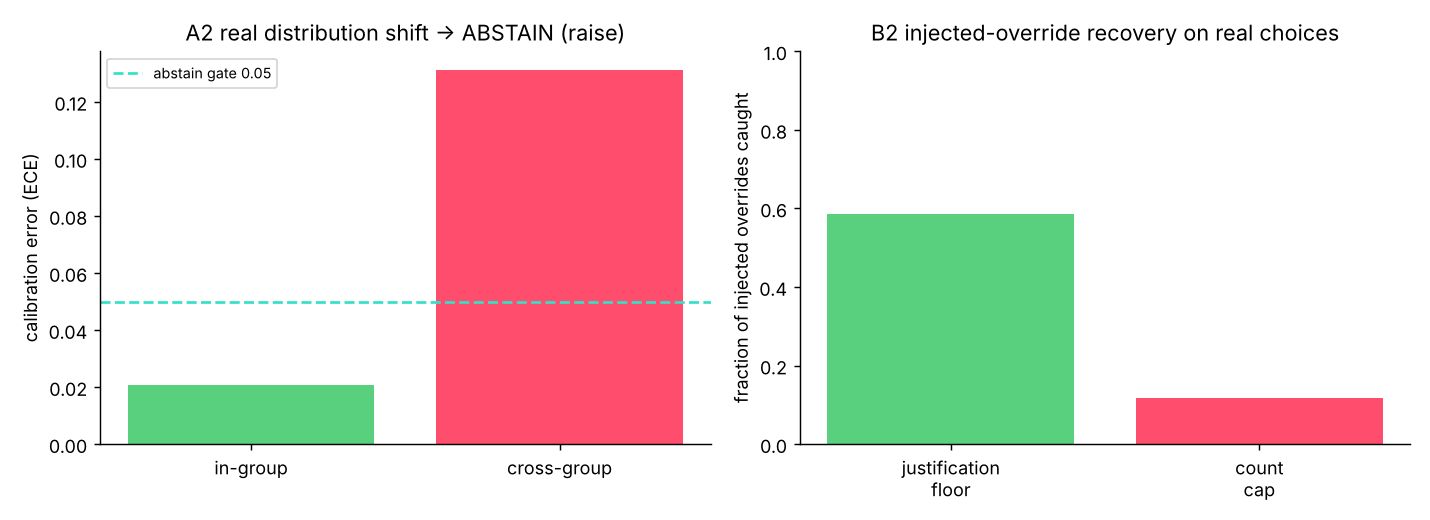 A2 real distribution shift → ABSTAIN (raise)
abstain gate 0.05
calibration error (ECE)
0.12
0.10
0.08
0.06
0.04
0.02
0.00
in-group
cross-group
B2 injected-override recovery on real choices
fraction of injected overrides caught
1.0
0.8
0.6
0.4
0.2
0.0
justification
floor
count
cap